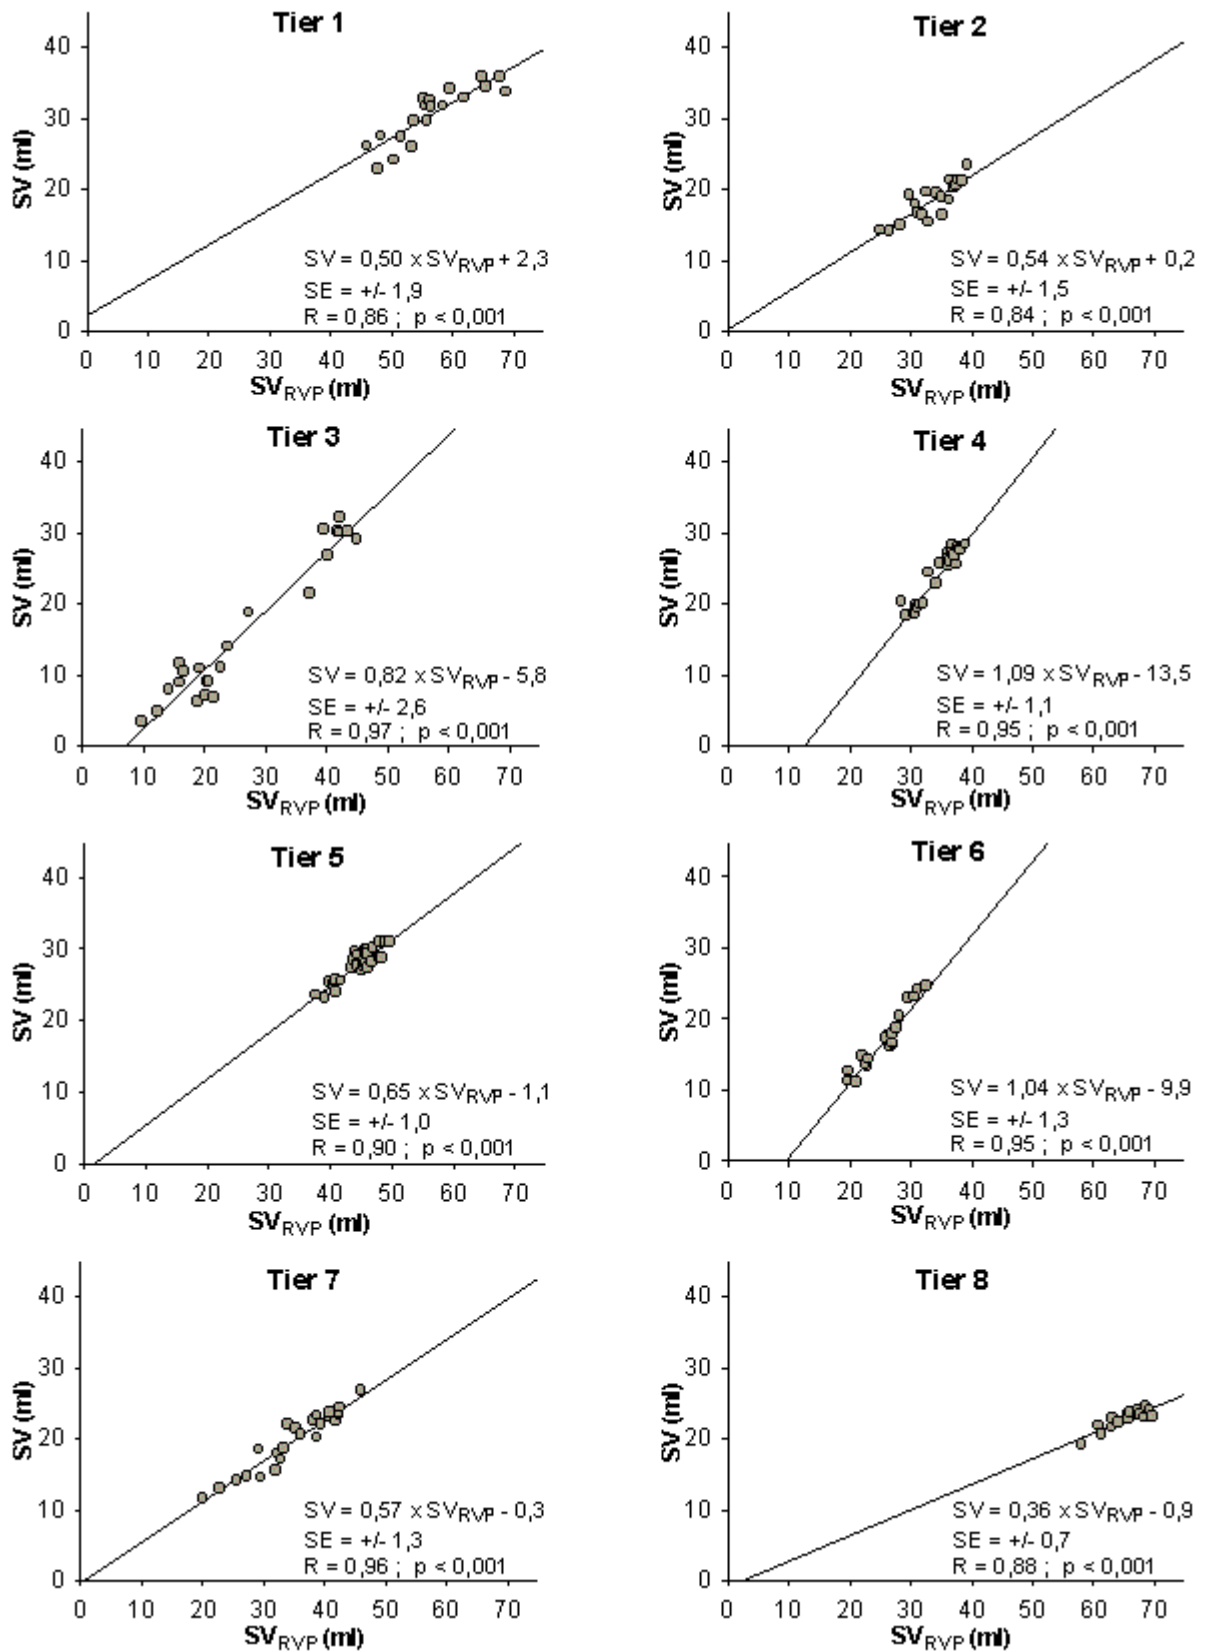 Tier 1
40
30
20
10
0
SV (ml)
SV = 0,50 x SVRVP + 2,3
SE = +/- 1,9
R = 0,86 ; p < 0,001
0 10 20 30 40 50 60 70
SVRVP (ml)
Tier 2
40
30
20
10
0
SV (ml)
SV = 0,54 x SVRVP + 0,2
SE = +/- 1,5
R = 0,84 ; p < 0,001
0 10 20 30 40 50 60 70
SVRVP (ml)
Tier 3
40
30
20
10
0
SV (ml)
SV = 0,82 x SVRVP - 5,8
SE = +/- 2,6
R = 0,97 ; p < 0,001
0 10 20 30 40 50 60 70
SVRVP (ml)
Tier 4
40
30
20
10
0
SV (ml)
SV = 1,09 x SVRVP - 13,5
SE = +/- 1,1
R = 0,95 ; p < 0,001
0 10 20 30 40 50 60 70
SVRVP (ml)
Tier 5
40
30
20
10
0
SV (ml)
SV = 0,65 x SVRVP - 1,1
SE = +/- 1,0
R = 0,90 ; p < 0,001
0 10 20 30 40 50 60 70
SVRVP (ml)
Tier 6
40
30
20
10
0
SV (ml)
SV = 1,04 x SVRVP - 9,9
SE = +/- 1,3
R = 0,95 ; p < 0,001
0 10 20 30 40 50 60 70
SVRVP (ml)
Tier 7
40
30
20
10
0
SV (ml)
SV = 0,57 x SVRVP - 0,3
SE = +/- 1,3
R = 0,96 ; p < 0,001
0 10 20 30 40 50 60 70
SVRVP (ml)
Tier 8
40
30
20
10
0
SV (ml)
SV = 0,36 x SVRVP - 0,9
SE = +/- 0,7
R = 0,88 ; p < 0,001
0 10 20 30 40 50 60 70
SVRVP (ml)